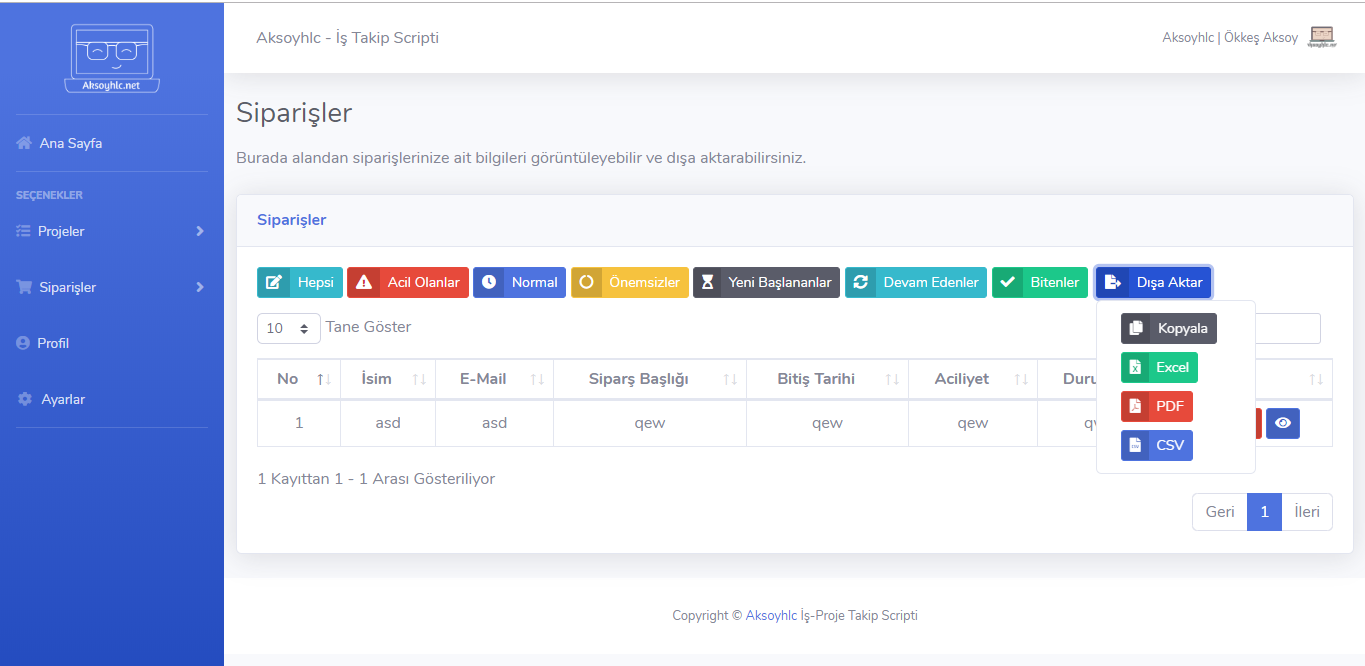 Aksoyhlc.net
Aksoyhlc - İş Takip Scripti
Aksoyhlc | Ökkeş Aksoy
Ana Sayfa
SEÇENEKLER
Projeler
Siparişler
Profil
Ayarlar
Siparişler
Burada alandan siparişlerinize ait bilgileri görüntüleyebilir ve dışa aktarabilirsiniz.
Siparişler
Hepsi Acil Olanlar Normal Önemsizler Yeni Başlananlar Devam Edenler Bitenler Dışa Aktar
10 Tane Göster
Kopyala
Excel
PDF
CSV
No İsim E-Mail Siparş Başlığı Bitiş Tarihi Aciliyet Duru
1 asd asd qew qew qew
1 Kayıttan 1 - 1 Arası Gösteriliyor
Geri 1 İleri
Copyright © Aksoyhlc İş-Proje Takip Scripti